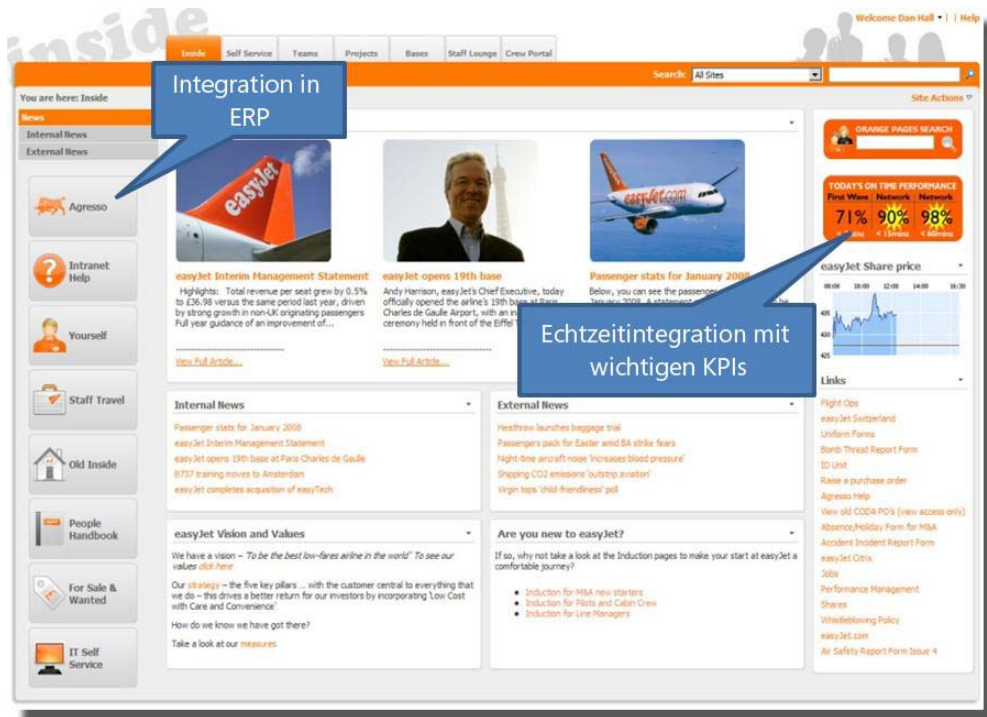 inside
Welcome Dan Hall | | Help
Inside Self Service Teams Projects Bases Staff Lounge Crew Portal
Search: All Sites
You are here: Inside
Site Actions
News
Internal News
External News
Integration in
ERP
Agresso
Intranet
Help
Yourself
Staff Travel
Old Inside
People
Handbook
For Sale &
Wanted
IT Self
Service
easyJet
easyJet.com
easyJet Interim Management Statement
Highlights: Total revenue per seat grew by 0.5%
to £36.98 versus the same period last year, driven
by strong growth in non-UK originating passengers
Full year guidance of an improvement of...
View Full Article...
easyJet opens 19th base
Andy Harrison, easyJet's Chief Executive, today
officially opened the airline's 19th base at Paris
Charles de Gaulle Airport, with an
ceremony held in front of the Eiffel
View Full Article...
Passenger stats for January 2008
Below, you can see the passenger
January 2008. A statement
Echtzeitintegration mit
wichtigen KPIs
Internal News
Passenger stats for January 2008
easyJet Interim Management Statement
easyJet opens 19th base at Paris Charles de Gaulle
B737 training moves to Amsterdam
easyJet completes acquisition of easyTech
External News
Heathrow launches baggage trial
Passengers pack for Easter amid BA strike fears
Night-time aircraft noise 'increases blood pressure'
Shipping CO2 emissions 'outstrip aviation'
Virgin tops 'child-friendliness' poll
easyJet Vision and Values
We have a vision – 'To be the best low-fares airline in the world' To see our
values click here
Our strategy – the five key pillars ... with the customer central to everything that
we do – this drives a better return for our investors by incorporating 'Low Cost
with Care and Convenience'
How do we know we have got there?
Take a look at our measures
Are you new to easyJet?
If so, why not take a look at the Induction pages to make your start at easyJet a
comfortable journey?
Induction for M&A new starters
Induction for Pilots and Cabin Crew
Induction for Line Managers
ORANGE PAGES SEARCH
TODAY'S ON TIME PERFORMANCE
First Wave Network Network
71% 90% 98%
< 15mins < 60mins
easyJet Share price
08:00 10:00 12:00 14:00 16:30
435
425
Links
Flight Ops
easyJet Switzerland
Uniform Forms
Bomb Threat Report Form
ID Unit
Raise a purchase order
Agresso Help
View old CODA PO's (view access only)
Absence/Holiday Form for M&A
Accident Incident Report Form
easyJet Citrix
Jobs
Performance Management
Shares
Whistleblowing Policy
easyJet.com
Air Safety Report Form Issue 4